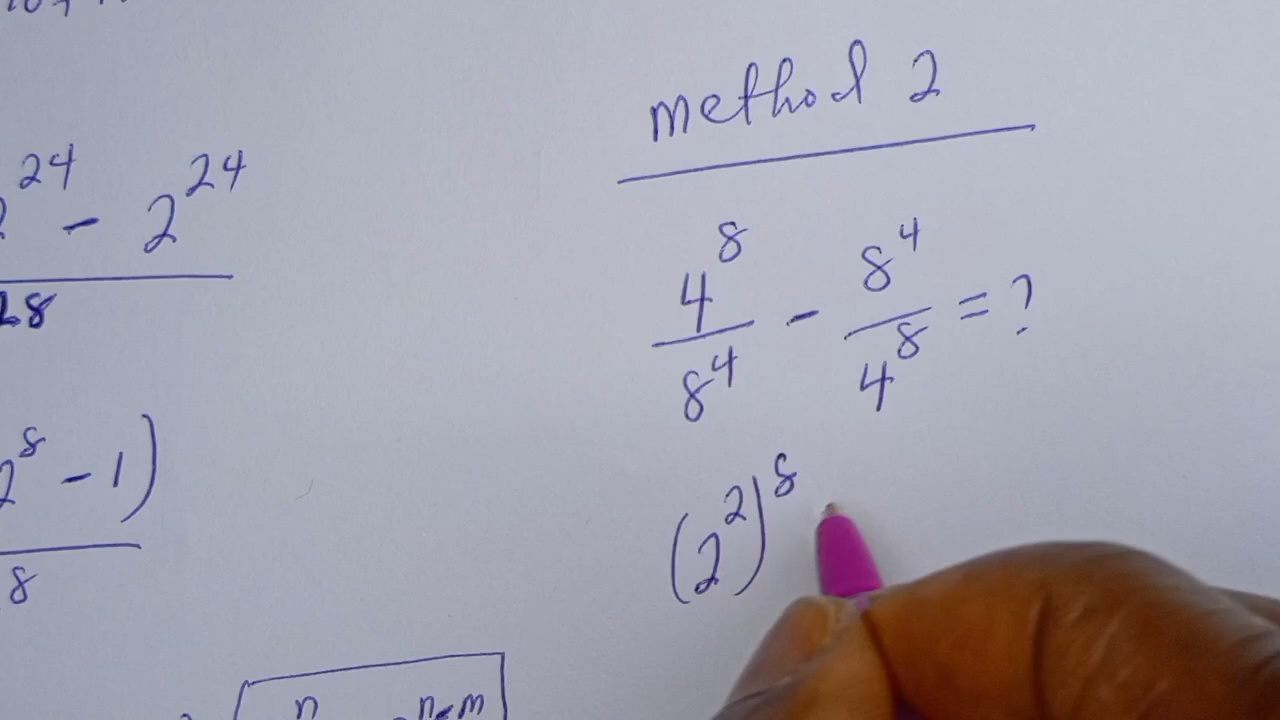 method 2
2^24 - 2^24
28
4^8/8^4 - 8^4/4^8 = ?
2^8 - 1)
8
(2^2)^8
n n-m